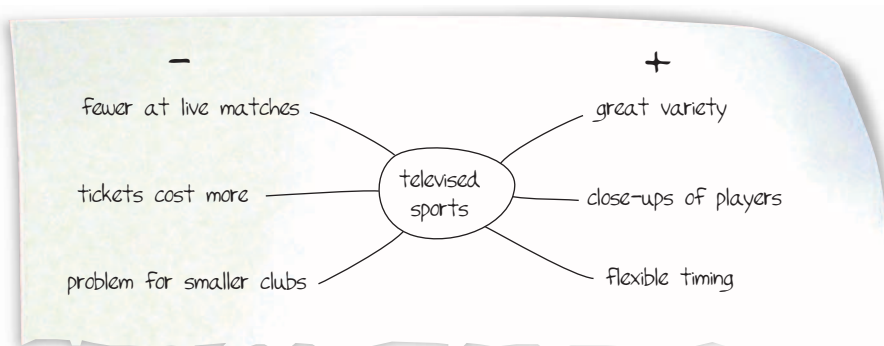 -
+
fewer at live matches
great variety
televised
sports
tickets cost more
close-ups of players
problem for smaller clubs
flexible timing